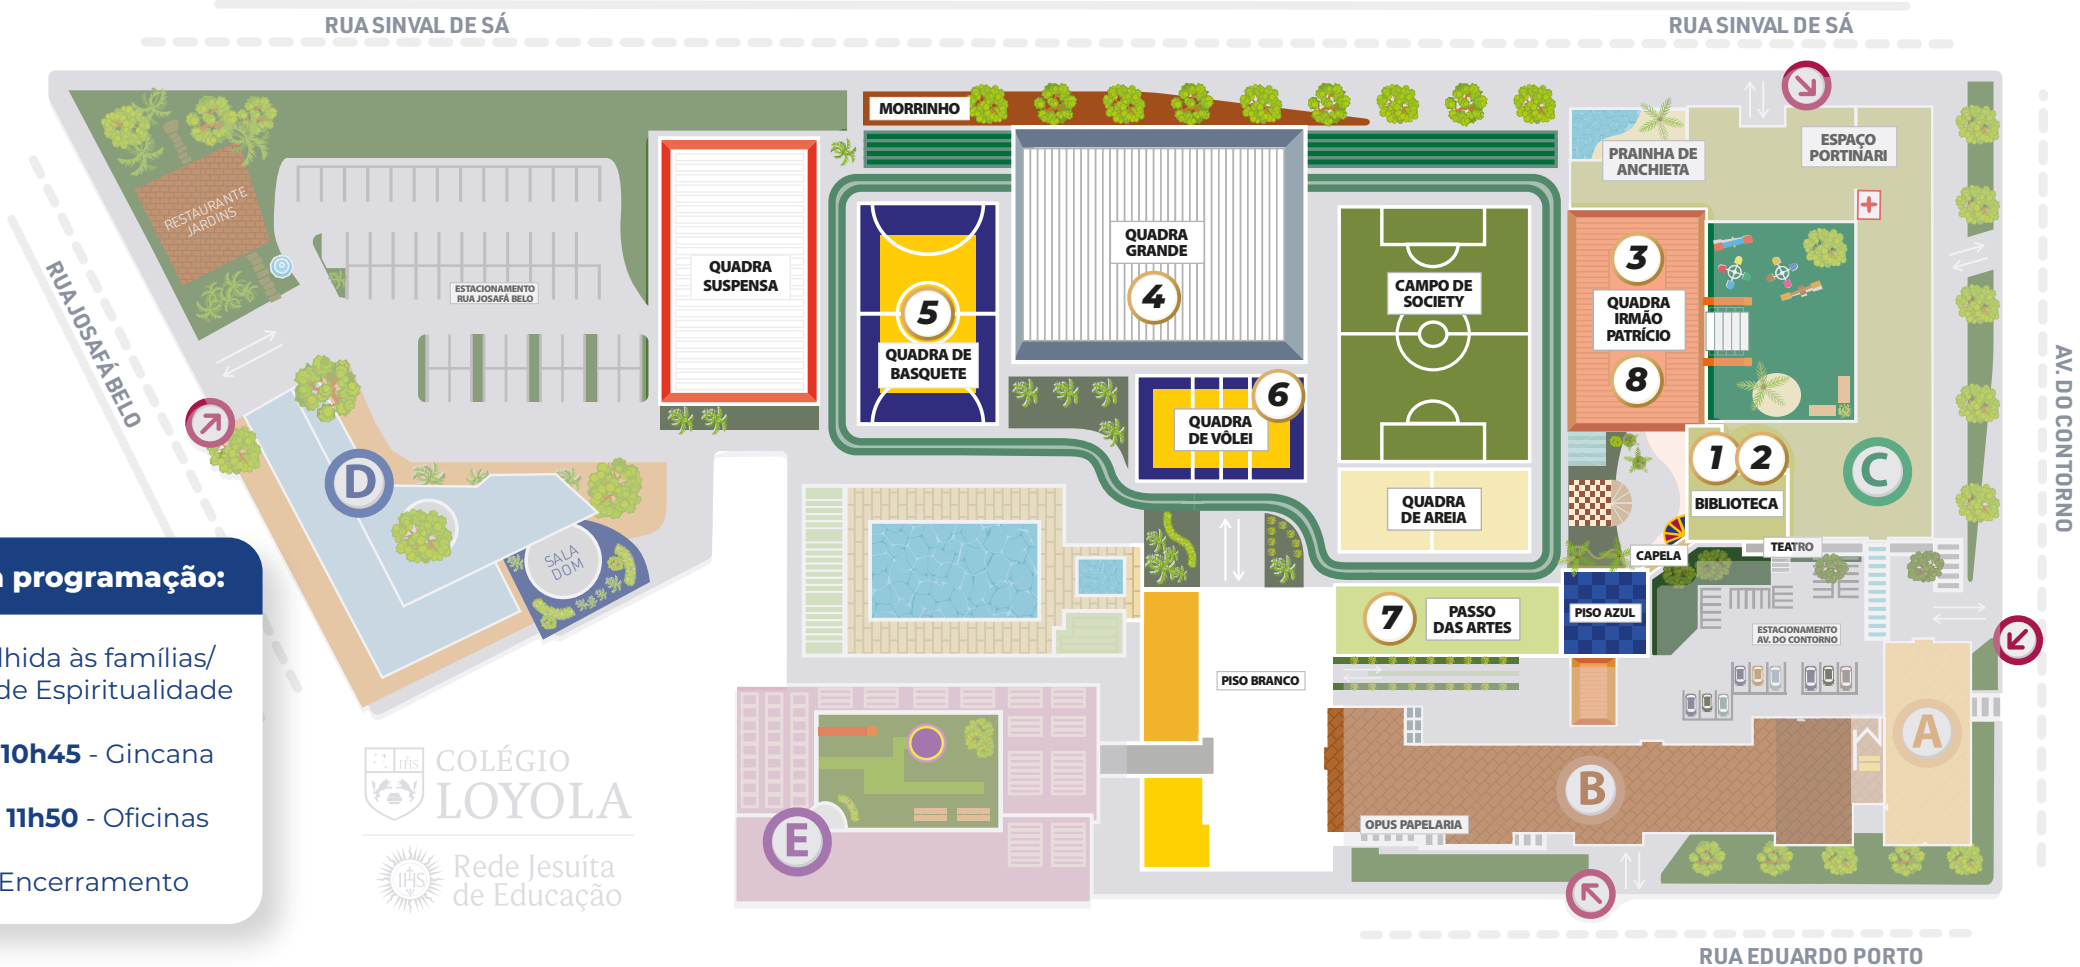 RUA SINVAL DE SÁ
RUA SINVAL DE SÁ
MORRINHO
PRAINHA DE
ANCHIETA
ESPAÇO
PORTINARI
RESTAURANTE
JARDINS
QUADRA
SUSPENSA
QUADRA
GRANDE
4
3
QUADRA
IRMÃO
PATRÍCIO
8
ESTACIONAMENTO
RUA JOSAFÁ BELO
5
QUADRA DE
BASQUETE
CAMPO DE
SOCIETY
RUA JOSAFÁ BELO
AV. DO CONTORNO
6
QUADRA
DE VÔLEI
1
2
BIBLIOTECA
C
D
QUADRA
DE AREIA
SALA
DOM
CAPELA
TEATRO
7
PASSO
DAS ARTES
PISO AZUL
ESTACIONAMENTO
AV. DO CONTORNO
PISO BRANCO
A
B
OPUS PAPELARIA
E
programação:
às famílias/
de Espiritualidade
10h45 - Gincana
11h50 - Oficinas
Encerramento
IHS
COLÉGIO
LOYOLA
IHS
Rede Jesuíta
de Educação
RUA EDUARDO PORTO